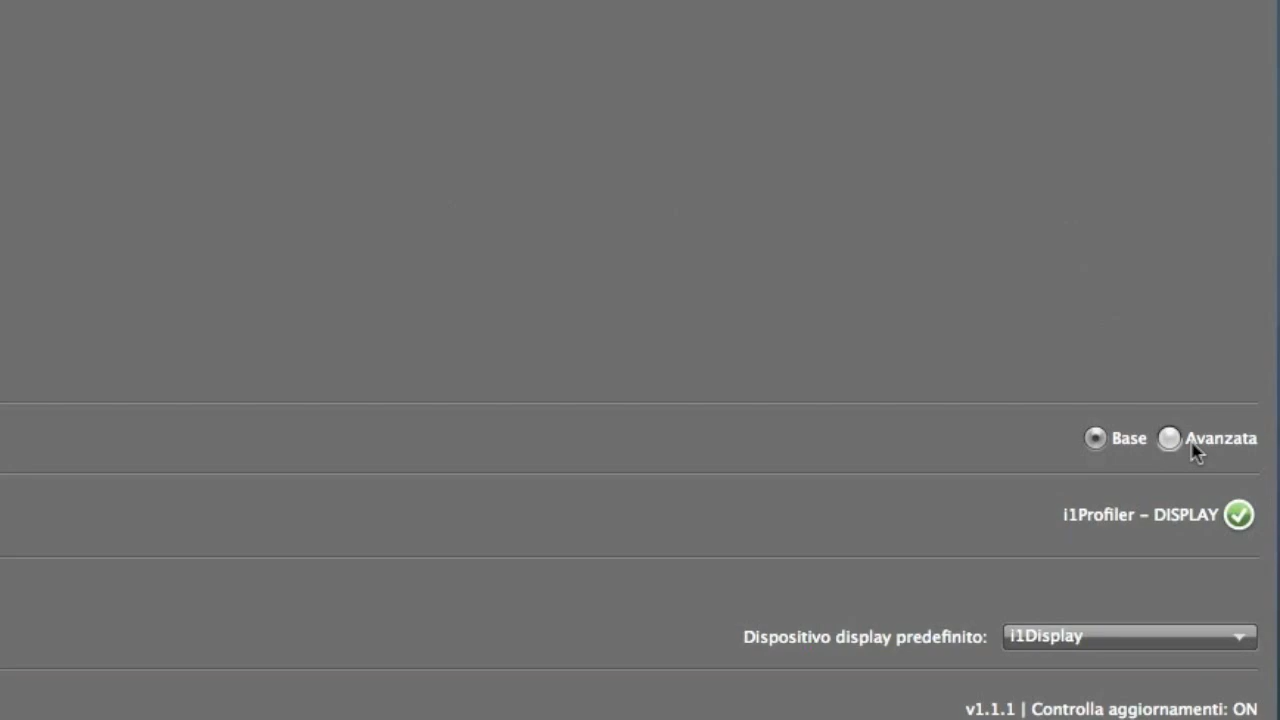 Base Avanzata
i1Profiler – DISPLAY
Dispositivo display predefinito: i1Display
v1.1.1 | Controlla aggiornamenti: ON